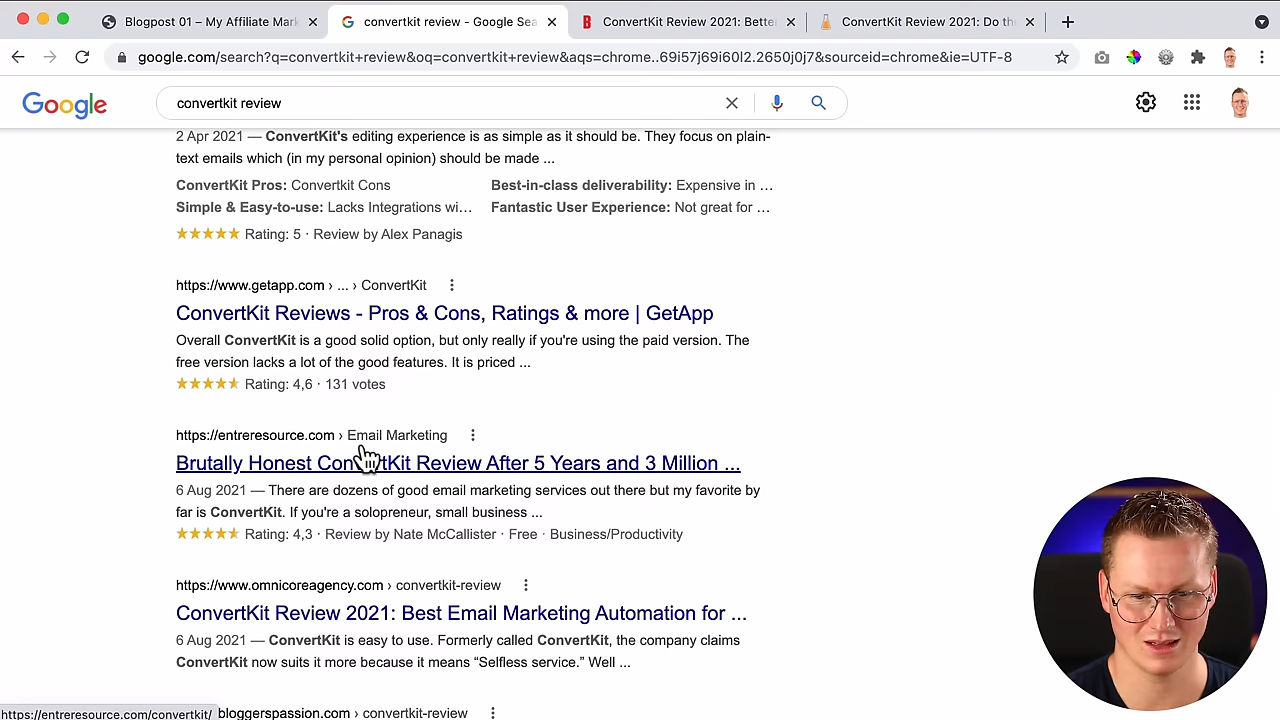 Blogpost 01 – My Affiliate Mark
convertkit review - Google Sea
ConvertKit Review 2021: Bette
ConvertKit Review 2021: Do th
google.com/search?q=convertkit+review&oq=convertkit+review&aqs=chrome..69i57j69i60l2.2650j0j7&sourceid=chrome&ie=UTF-8
Google
convertkit review
2 Apr 2021 — ConvertKit's editing experience is as simple as it should be. They focus on plain-
text emails which (in my personal opinion) should be made ...
ConvertKit Pros: Convertkit Cons
Best-in-class deliverability: Expensive in ...
Simple & Easy-to-use: Lacks Integrations wi...
Fantastic User Experience: Not great for ...
Rating: 5 · Review by Alex Panagis
https://www.getapp.com › ... › ConvertKit
ConvertKit Reviews - Pros & Cons, Ratings & more | GetApp
Overall ConvertKit is a good solid option, but only really if you're using the paid version. The
free version lacks a lot of the good features. It is priced ...
Rating: 4,6 · 131 votes
https://entreresource.com › Email Marketing
Brutally Honest ConvertKit Review After 5 Years and 3 Million ...
6 Aug 2021 — There are dozens of good email marketing services out there but my favorite by
far is ConvertKit. If you're a solopreneur, small business ...
Rating: 4,3 · Review by Nate McCallister · Free · Business/Productivity
https://www.omnicoreagency.com › convertkit-review
ConvertKit Review 2021: Best Email Marketing Automation for ...
6 Aug 2021 — ConvertKit is easy to use. Formerly called ConvertKit, the company claims
ConvertKit now suits it more because it means “Selfless service.” Well ...
https://entreresource.com/convertkit/
bloggerspassion.com › convertkit-review